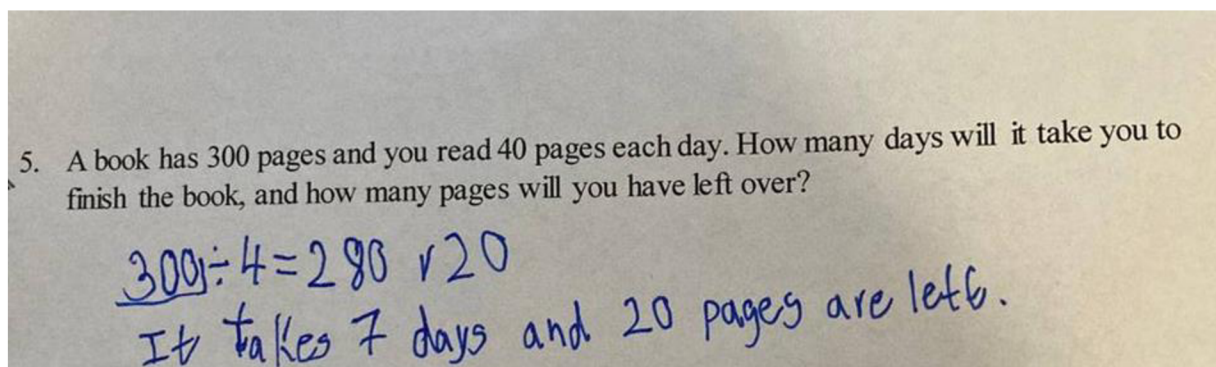 5. A book has 300 pages and you read 40 pages each day. How many days will it take you to
finish the book, and how many pages will you have left over?
300÷4=280 r20
It takes 7 days and 20 pages are left.